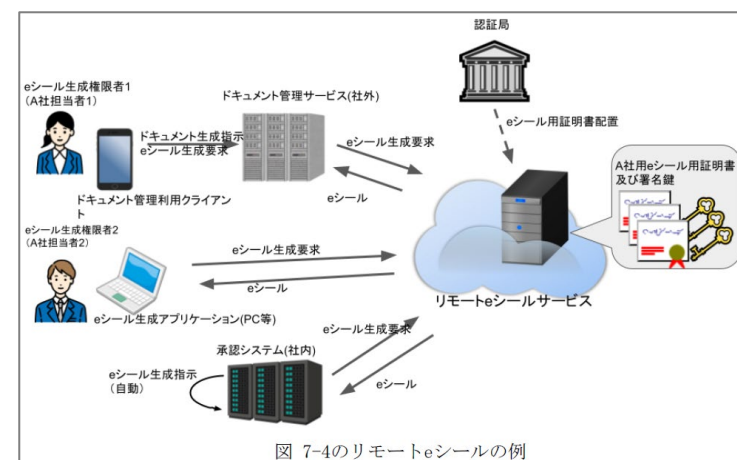 認証局
eシール生成権限者1
(A社担当者1)
ドキュメント管理サービス(社外)
eシール用証明書配置
ドキュメント生成指示
eシール生成要求
eシール生成要求
A社用eシール用証明書
及び署名鍵
eシール
ドキュメント管理利用クライアン
ト
eシール生成権限者2
(A社担当者2)
eシール生成要求
eシール
リモートeシールサービス
eシール生成アプリケーション(PC等)
eシール生成要求
承認システム(社内)
eシール生成指示
(自動)
eシール
図 7-4のリモートeシールの例